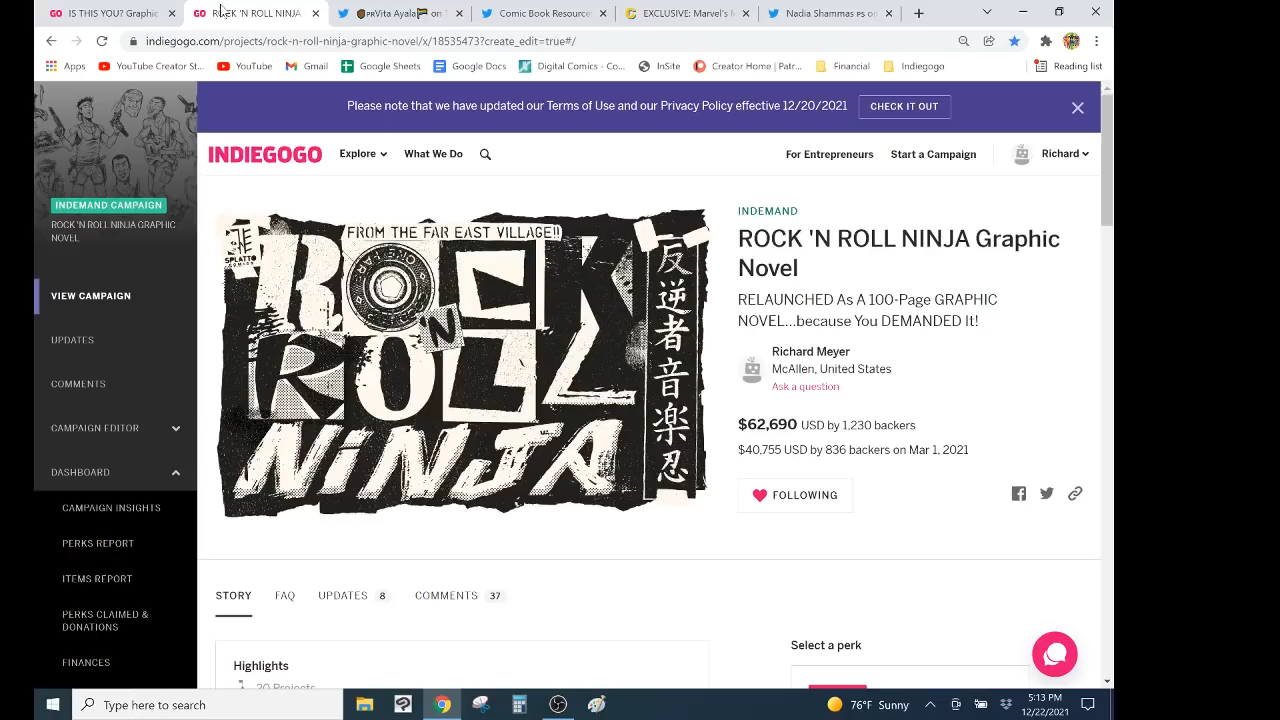 IS THIS YOU? Graphic
ROCK 'N ROLL NINJA
Vita Ayala
Comic Book Resource
EXCLUSIVE: Marvel's
Nadia Shammas on
indiegogo.com/projects/rock-n-roll-ninja-graphic-novel/x/18535473?create_edit=true#/
Apps
YouTube Creator St...
YouTube
Gmail
Google Sheets
Google Docs
Digital Comics - Co...
InSite
Creator Home | Patr...
Financial
Indiegogo
Reading list
INDEMAND CAMPAIGN
ROCK 'N ROLL NINJA GRAPHIC
NOVEL
VIEW CAMPAIGN
UPDATES
COMMENTS
CAMPAIGN EDITOR
DASHBOARD
CAMPAIGN INSIGHTS
PERKS REPORT
ITEMS REPORT
PERKS CLAIMED &
DONATIONS
FINANCES
Please note that we have updated our Terms of Use and our Privacy Policy effective 12/20/2021
CHECK IT OUT
INDIEGOGO
Explore
What We Do
For Entrepreneurs
Start a Campaign
Richard
SPLATTO
COMICS
FROM THE FAR EAST VILLAGE!!
ROCK
'N
ROLL
NINJA
反逆者音楽忍
INDEMAND
ROCK 'N ROLL NINJA Graphic
Novel
RELAUNCHED As A 100-Page GRAPHIC
NOVEL...because You DEMANDED It!
Richard Meyer
McAllen, United States
Ask a question
$62,690 USD by 1,230 backers
$40,755 USD by 836 backers on Mar 1, 2021
FOLLOWING
STORY
FAQ
UPDATES 8
COMMENTS 37
Highlights
20 Projects
Select a perk
Type here to search
76°F Sunny
5:13 PM
12/22/2021